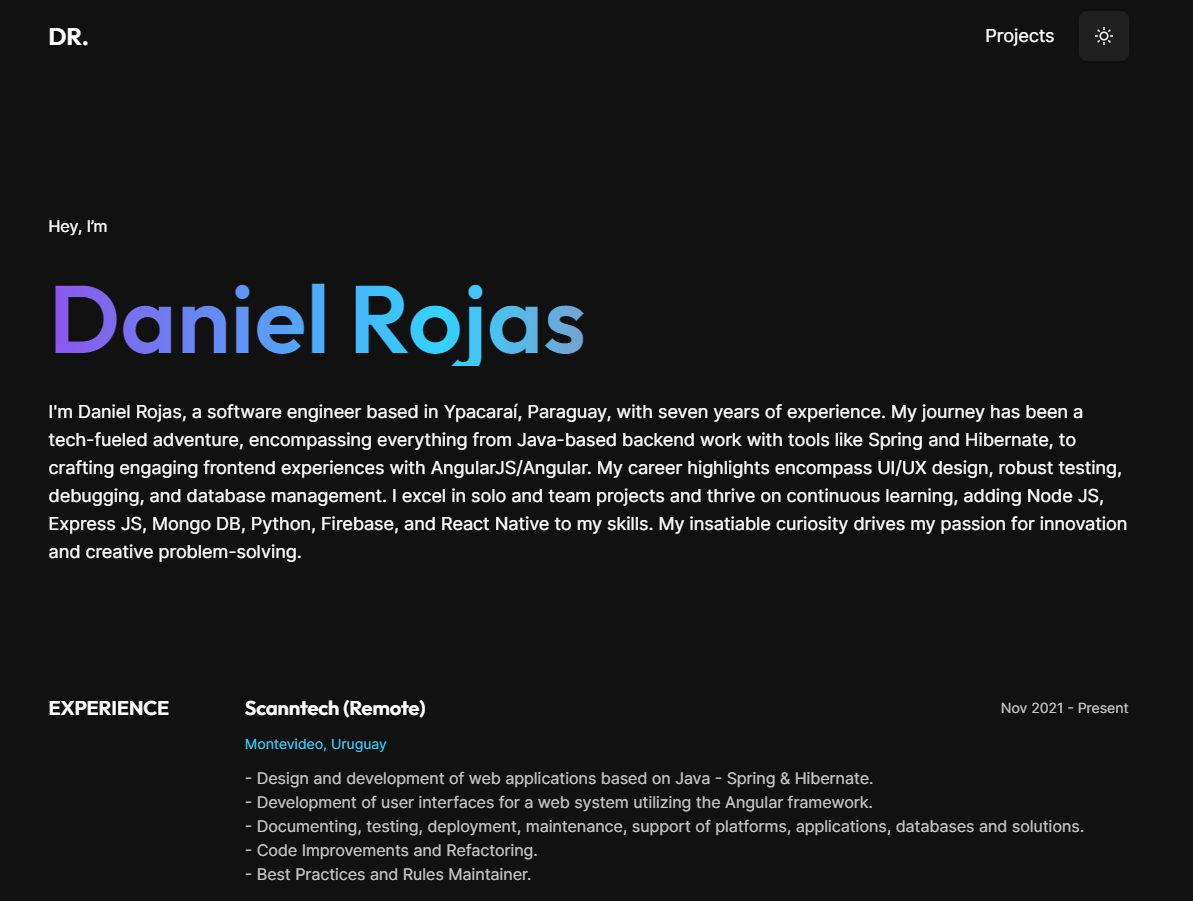 DR.
Projects
Hey, I'm
Daniel Rojas
I'm Daniel Rojas, a software engineer based in Ypacaraí, Paraguay, with seven years of experience. My journey has been a
tech-fueled adventure, encompassing everything from Java-based backend work with tools like Spring and Hibernate, to
crafting engaging frontend experiences with AngularJS/Angular. My career highlights encompass UI/UX design, robust testing,
debugging, and database management. I excel in solo and team projects and thrive on continuous learning, adding Node JS,
Express JS, Mongo DB, Python, Firebase, and React Native to my skills. My insatiable curiosity drives my passion for innovation
and creative problem-solving.
EXPERIENCE
Scanntech (Remote)
Nov 2021 - Present
Montevideo, Uruguay
- Design and development of web applications based on Java - Spring & Hibernate.
- Development of user interfaces for a web system utilizing the Angular framework.
- Documenting, testing, deployment, maintenance, support of platforms, applications, databases and solutions.
- Code Improvements and Refactoring.
- Best Practices and Rules Maintainer.